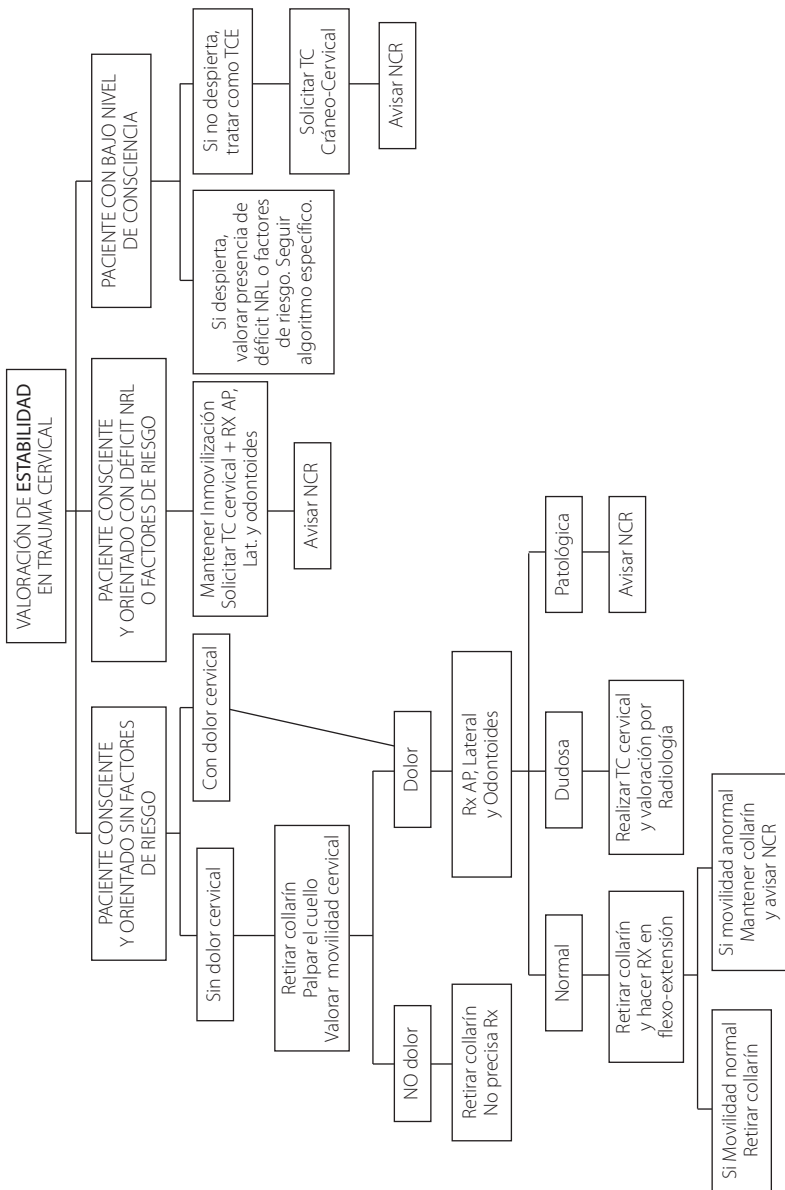 VALORACIÓN DE ESTABILIDAD
EN TRAUMA CERVICAL
PACIENTE CONSCIENTE
Y ORIENTADO SIN FACTORES
DE RIESGO
PACIENTE CONSCIENTE
Y ORIENTADO CON DÉFICIT NRL
O FACTORES DE RIESGO
PACIENTE CON BAJO NIVEL
DE CONSCIENCIA
Sin dolor cervical
Con dolor cervical
Mantener Inmovilización
Solicitar TC cervical + RX AP,
Lat. y odontoides
Avisar NCR
Si despierta,
valorar presencia de
déficit NRL o factores
de riesgo. Seguir
algoritmo específico.
Si no despierta,
tratar como TCE
Solicitar TC
Cráneo-Cervical
Avisar NCR
Retirar collarín
Palpar el cuello
Valorar movilidad cervical
NO dolor
Dolor
Retirar collarín
No precisa Rx
Rx AP, Lateral
y Odontoides
Normal
Dudosa
Patológica
Retirar collarín
y hacer RX en
flexo-extensión
Realizar TC cervical
y valoración por
Radiología
Avisar NCR
Si Movilidad normal
Retirar collarín
Si movilidad anormal
Mantener collarín
y avisar NCR